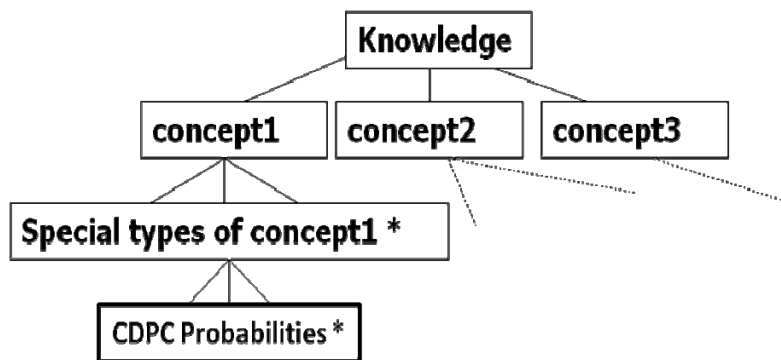 Knowledge
concept1
concept2
concept3
Special types of concept1 *
CDPC Probabilities *